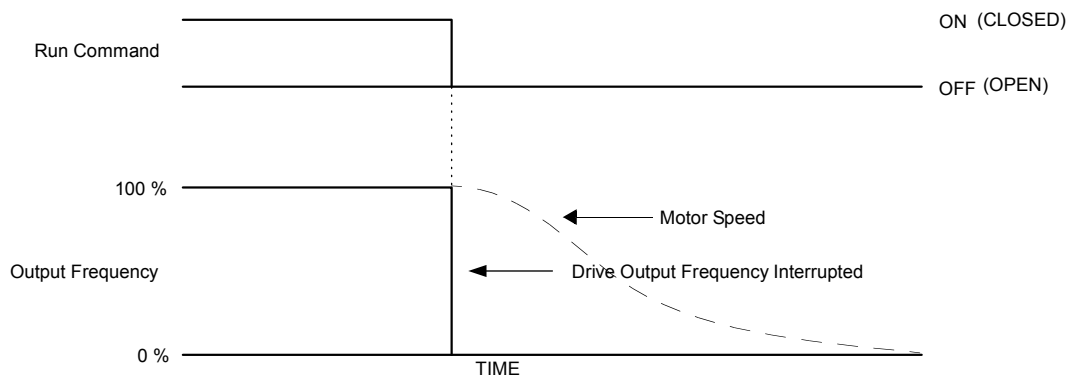 ON (CLOSED)
Run Command
OFF (OPEN)
100 %
Motor Speed
Output Frequency
Drive Output Frequency Interrupted
0 %
TIME